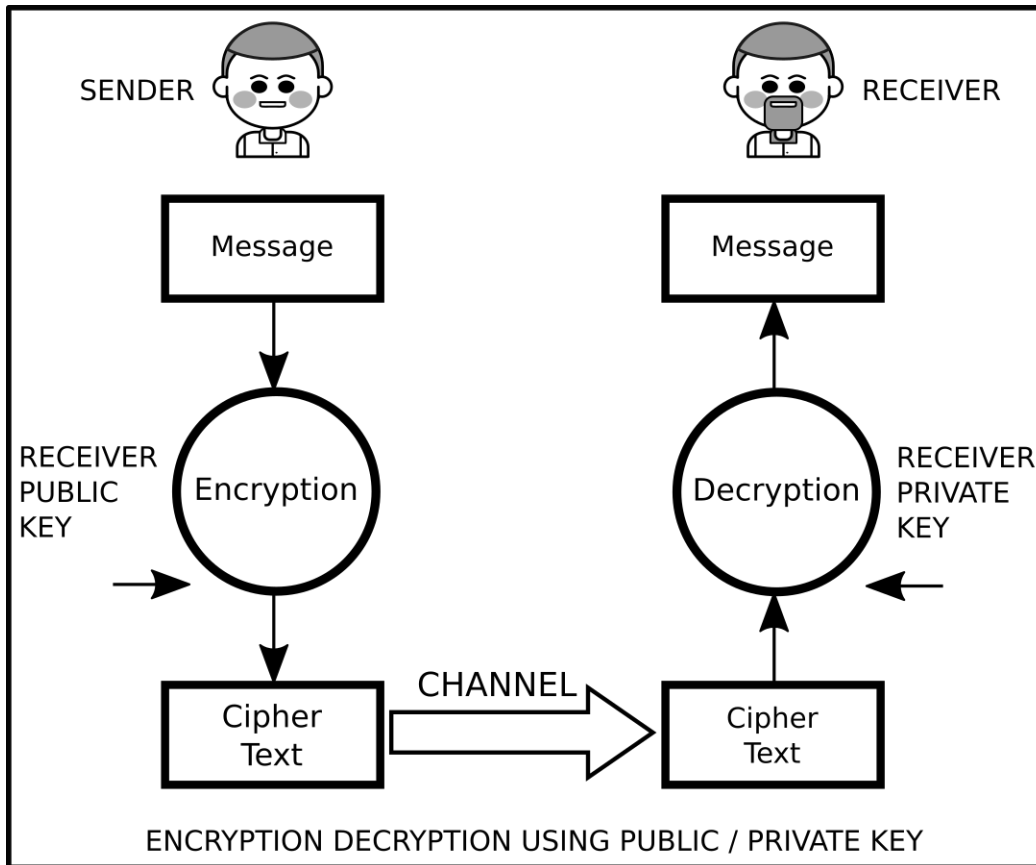 SENDER
RECEIVER
Message
Message
RECEIVER
PUBLIC
KEY
Encryption
Decryption
RECEIVER
PRIVATE
KEY
CHANNEL
Cipher
Text
Cipher
Text
ENCRYPTION DECRYPTION USING PUBLIC / PRIVATE KEY